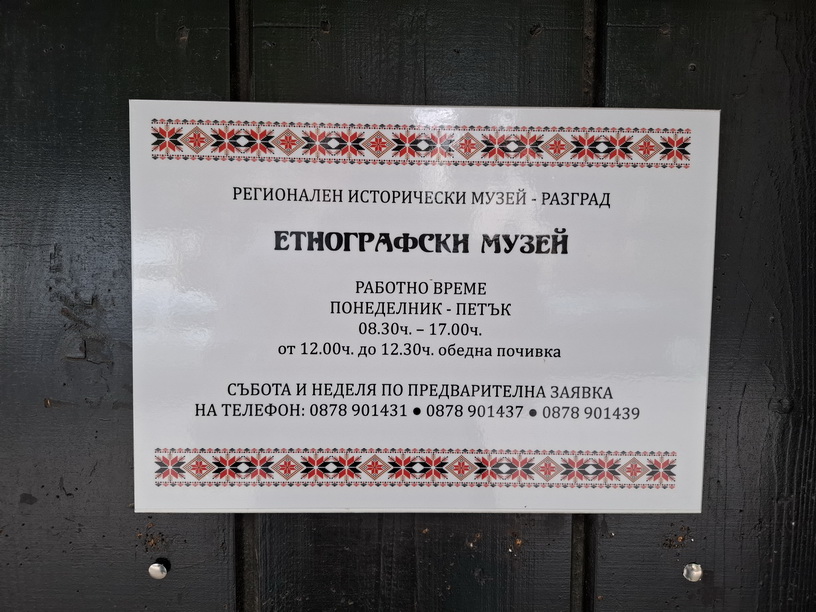 РЕГИОНАЛЕН ИСТОРИЧЕСКИ МУЗЕЙ - РАЗГРАД
ЕТНОГРАФСКИ МУЗЕЙ
РАБОТНО ВРЕМЕ
ПОНЕДЕЛНИК - ПЕТЪК
08.30ч. – 17.00ч.
от 12.00ч. до 12.30ч. обедна почивка
СЪБОТА И НЕДЕЛЯ ПО ПРЕДВАРИТЕЛНА ЗАЯВКА
НА ТЕЛЕФОН: 0878 901431 ● 0878 901437 ● 0878 901439